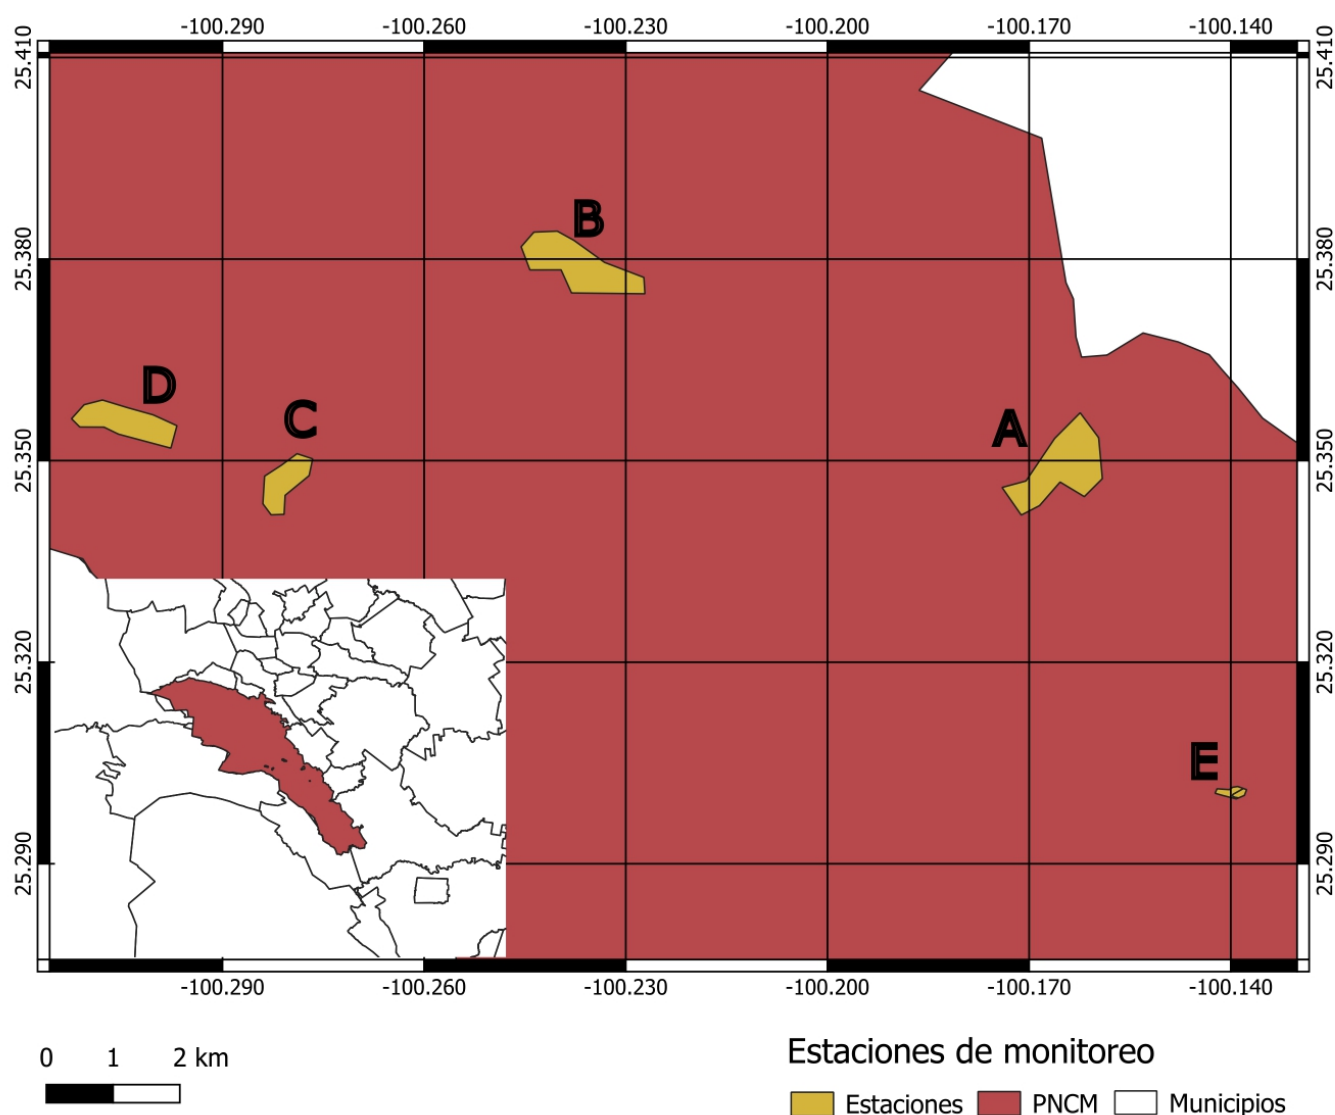 -100.290 -100.260 -100.230 -100.200 -100.170 -100.140
25.410 25.410
B
25.380 25.380
D
C
A
25.350 25.350
25.320 25.320
E
25.290 25.290
-100.290 -100.260 -100.230 -100.200 -100.170 -100.140
0 1 2 km
Estaciones de monitoreo
Estaciones PNCM Municipios